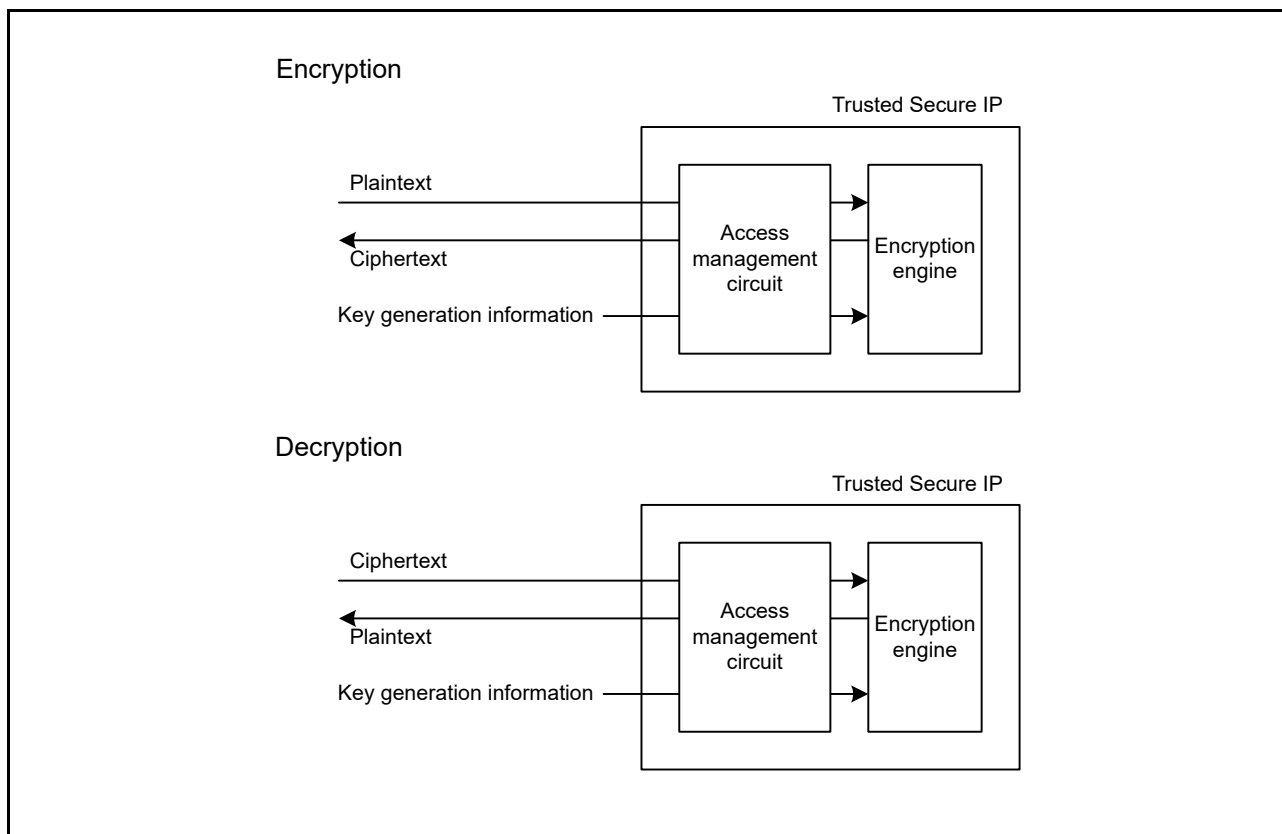 Encryption
Trusted Secure IP
Plaintext
Ciphertext
Key generation information
Access
management
circuit
Encryption
engine
Decryption
Trusted Secure IP
Ciphertext
Plaintext
Key generation information
Access
management
circuit
Encryption
engine